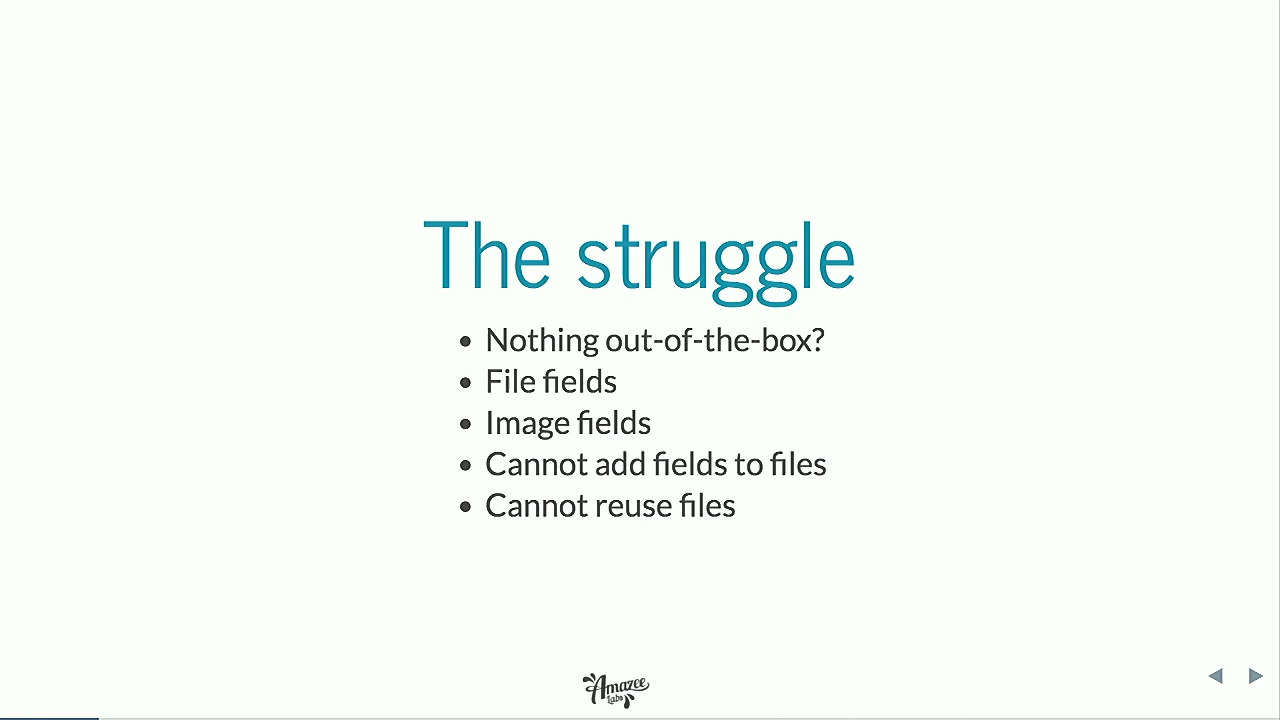 The struggle
Nothing out-of-the-box?
File fields
Image fields
Cannot add fields to files
Cannot reuse files
Amazee
Labs